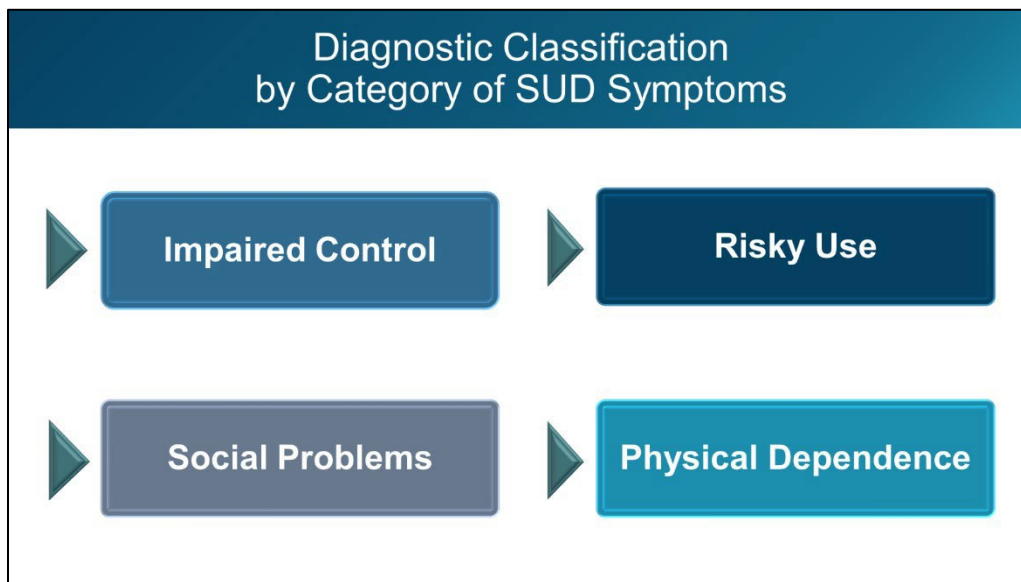 Diagnostic Classification
by Category of SUD Symptoms
Impaired Control
Risky Use
Social Problems
Physical Dependence